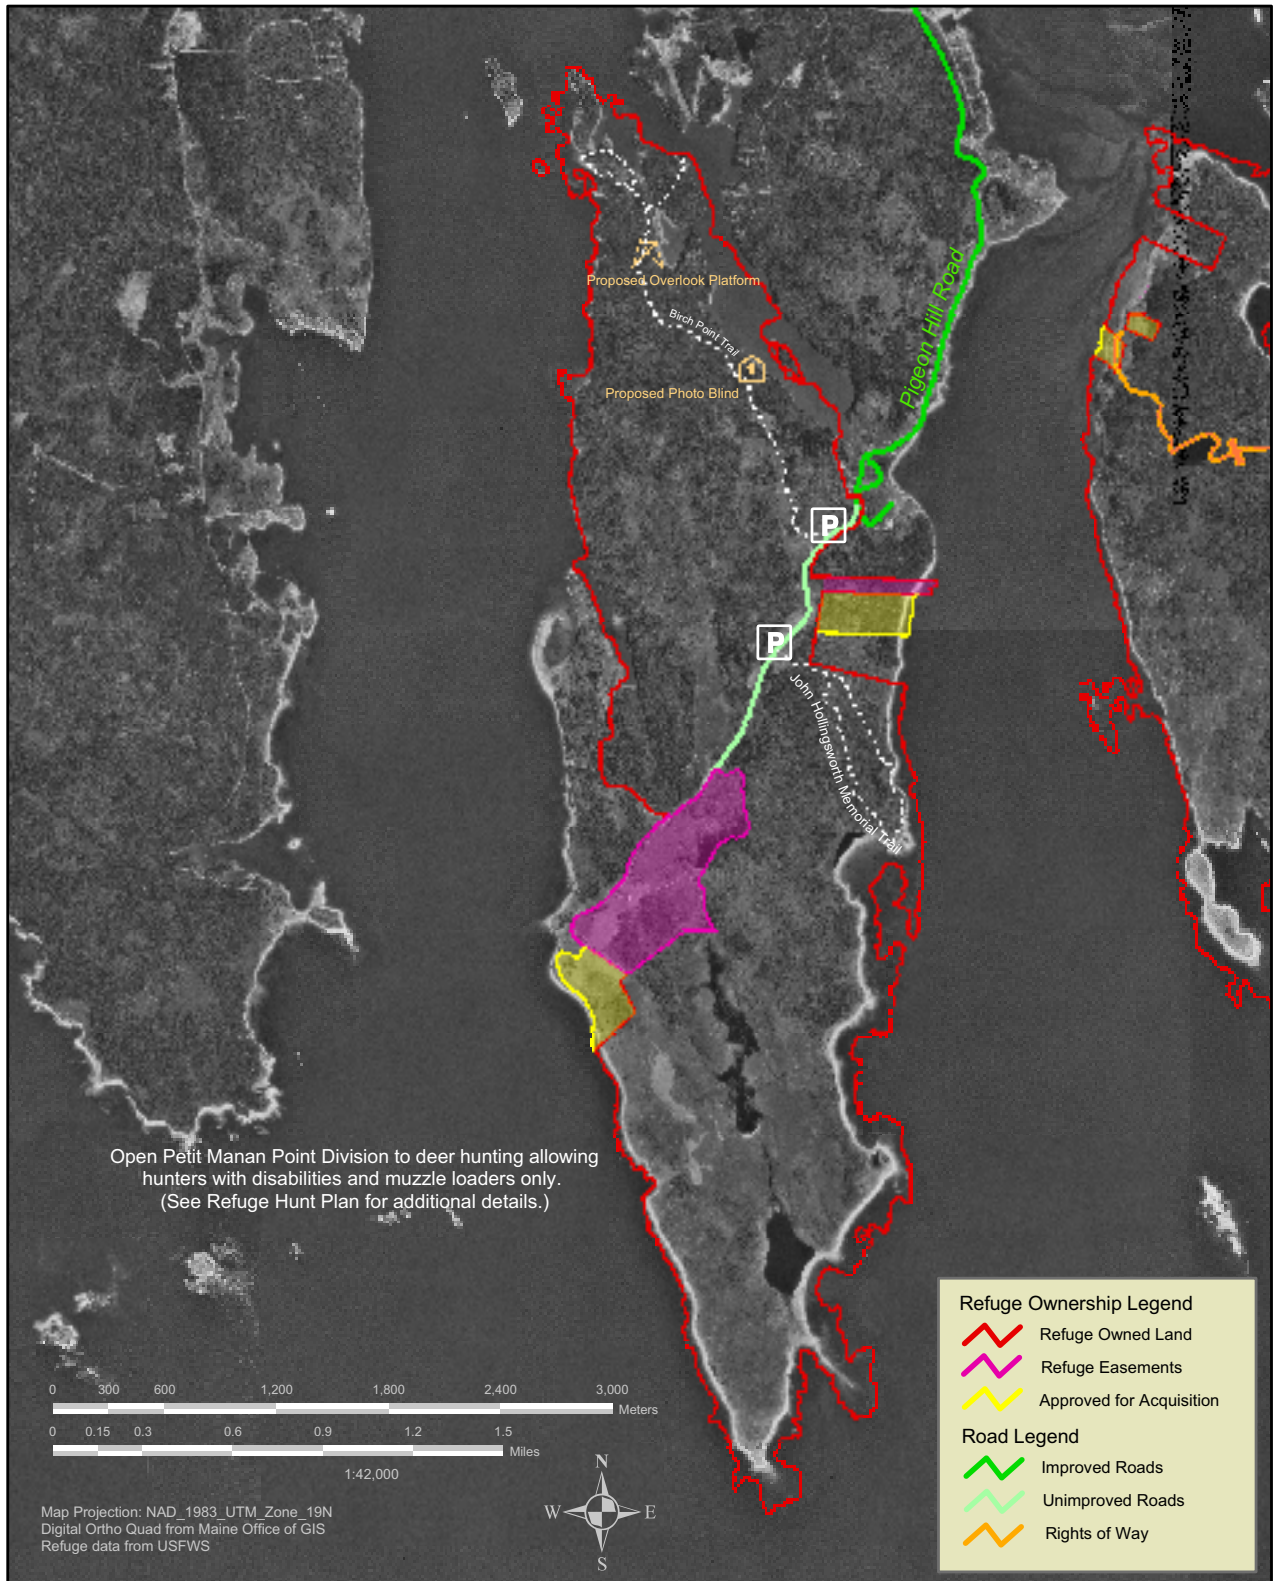 Proposed Overlook Platform
Birch Point Trail
1
Proposed Photo Blind
Pigeon Hill Road
P
P
John Hollingsworth Memorial Trail
Open Petit Manan Point Division to deer hunting allowing
hunters with disabilities and muzzle loaders only.
(See Refuge Hunt Plan for additional details.)
Refuge Ownership Legend
Refuge Owned Land
Refuge Easements
Approved for Acquisition
Road Legend
Improved Roads
Unimproved Roads
Rights of Way
0 300 600 1,200 1,800 2,400 3,000
Meters
0 0.15 0.3 0.6 0.9 1.2 1.5
Miles
1:42,000
N
W E
S
Map Projection: NAD_1983_UTM_Zone_19N
Digital Ortho Quad from Maine Office of GIS
Refuge data from USFWS